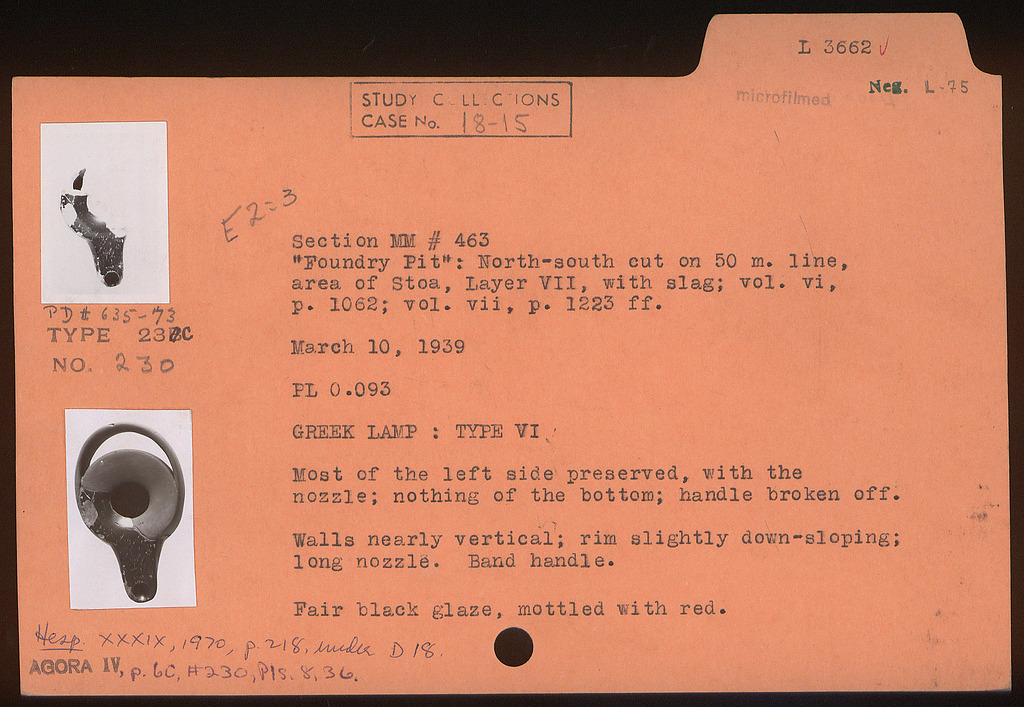 L 3662 ✓
Neg. L-75
microfilmed
STUDY C LL C IONS
CASE No. 18-15
E 2=3
Section MM # 463
"Foundry Pit": North-south cut on 50 m. line,
area of Stoa, Layer VII, with slag; vol. vi,
p. 1062; vol. vii, p. 1223 ff.
March 10, 1939
PL 0.093
GREEK LAMP : TYPE VI
Most of the left side preserved, with the
nozzle; nothing of the bottom; handle broken off.
Walls nearly vertical; rim slightly down-sloping;
long nozzle. Band handle.
Fair black glaze, mottled with red.
PD# 635-73
TYPE 23 C
NO. 230
Hesp. XXXIX, 1970, p. 218, under D 18.
AGORA IV, p. 60, #230, Pls. 8, 36.